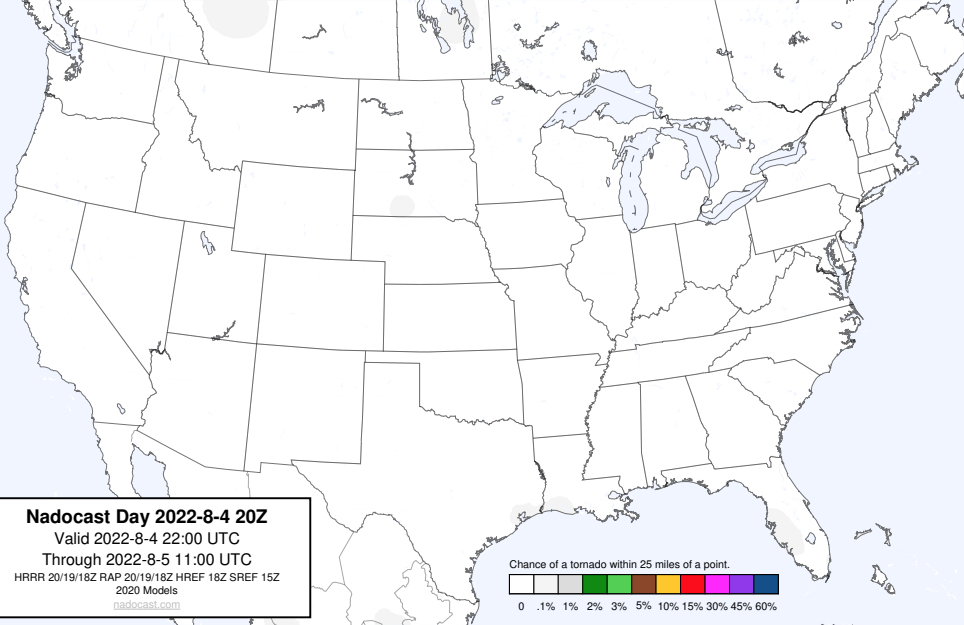 Nadocast Day 2022-8-4 20Z
Valid 2022-8-4 22:00 UTC
Through 2022-8-5 11:00 UTC
HRRR 20/19/18Z RAP 20/19/18Z HREF 18Z SREF 15Z
2020 Models
nadocast.com
Chance of a tornado within 25 miles of a point.
0 .1% 1% 2% 3% 5% 10% 15% 30% 45% 60%